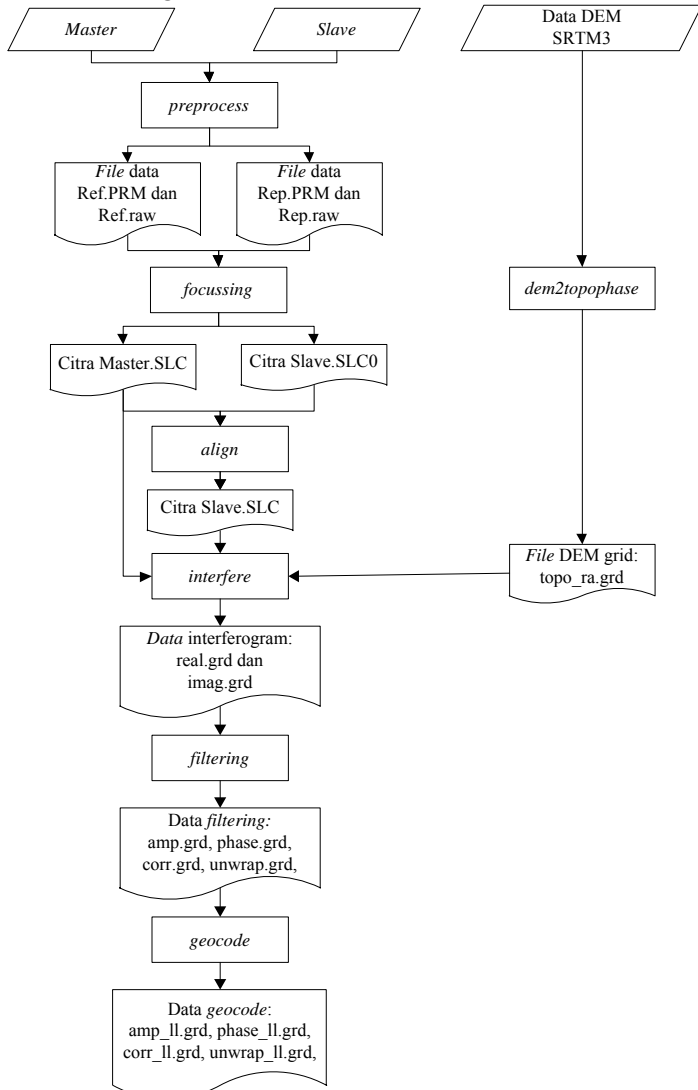 Master
Slave
Data DEM
SRTM3
preprocess
File data
Ref.PRM dan
Ref.raw
File data
Rep.PRM dan
Rep.raw
focussing
dem2topophase
Citra Master.SLC
Citra Slave.SLC0
align
Citra Slave.SLC
interfere
File DEM grid:
topo_ra.grd
Data interferogram:
real.grd dan
imag.grd
filtering
Data filtering:
amp.grd, phase.grd,
corr.grd, unwrap.grd,
geocode
Data geocode:
amp_ll.grd, phase_ll.grd,
corr_ll.grd, unwrap_ll.grd,